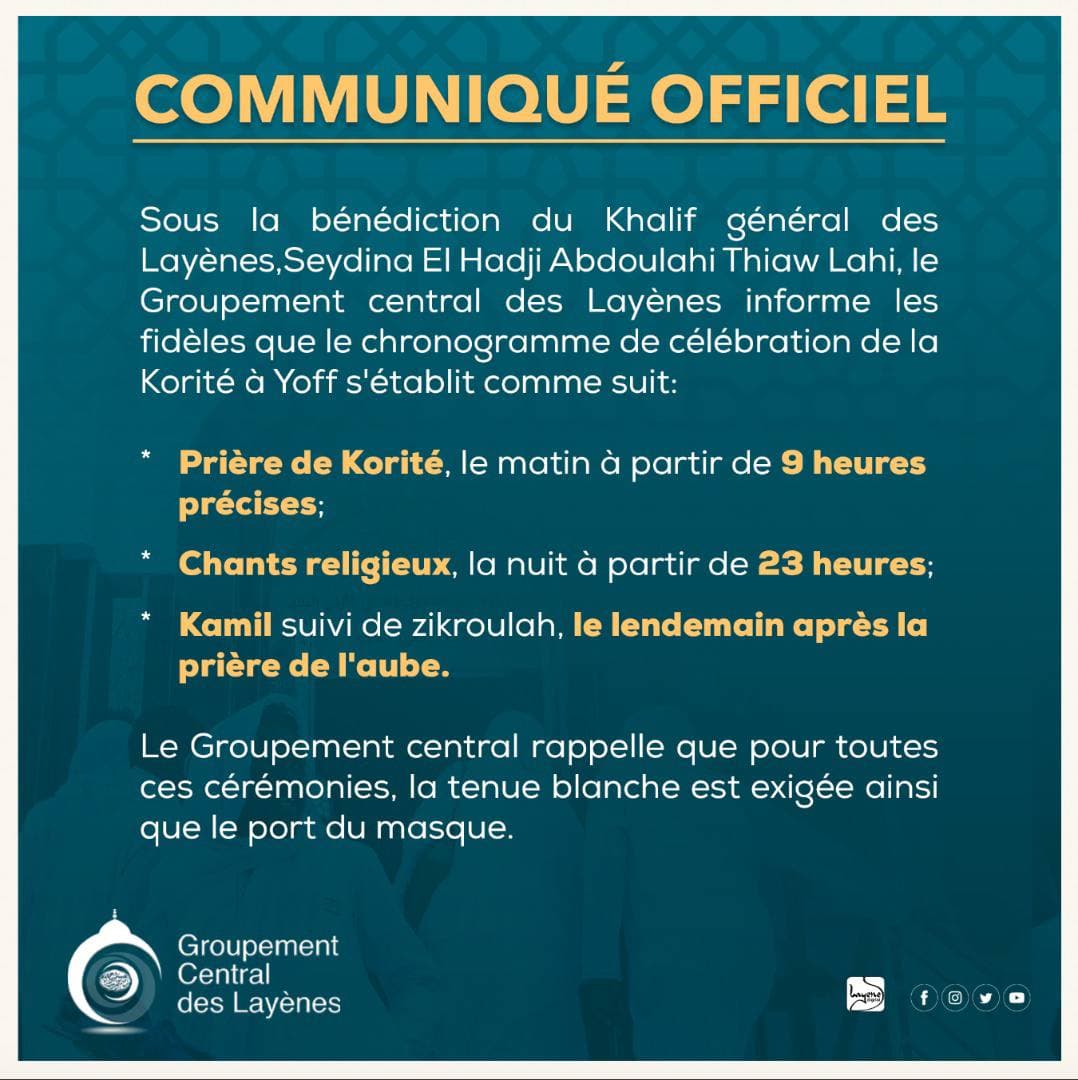 COMMUNIQUÉ OFFICIEL
Sous la bénédiction du Khalif général des
Layènes,Seydina El Hadji Abdoulahi Thiaw Lahi, le
Groupement central des Layènes informe les
fidèles que le chronogramme de célébration de la
Korité à Yoff s'établit comme suit:
* Prière de Korité, le matin à partir de 9 heures
précises;
* Chants religieux, la nuit à partir de 23 heures;
* Kamil suivi de zikroulah, le lendemain après la
prière de l'aube.
Le Groupement central rappelle que pour toutes
ces cérémonies, la tenue blanche est exigée ainsi
que le port du masque.
Groupement
Central
des Layènes
Layène
digital